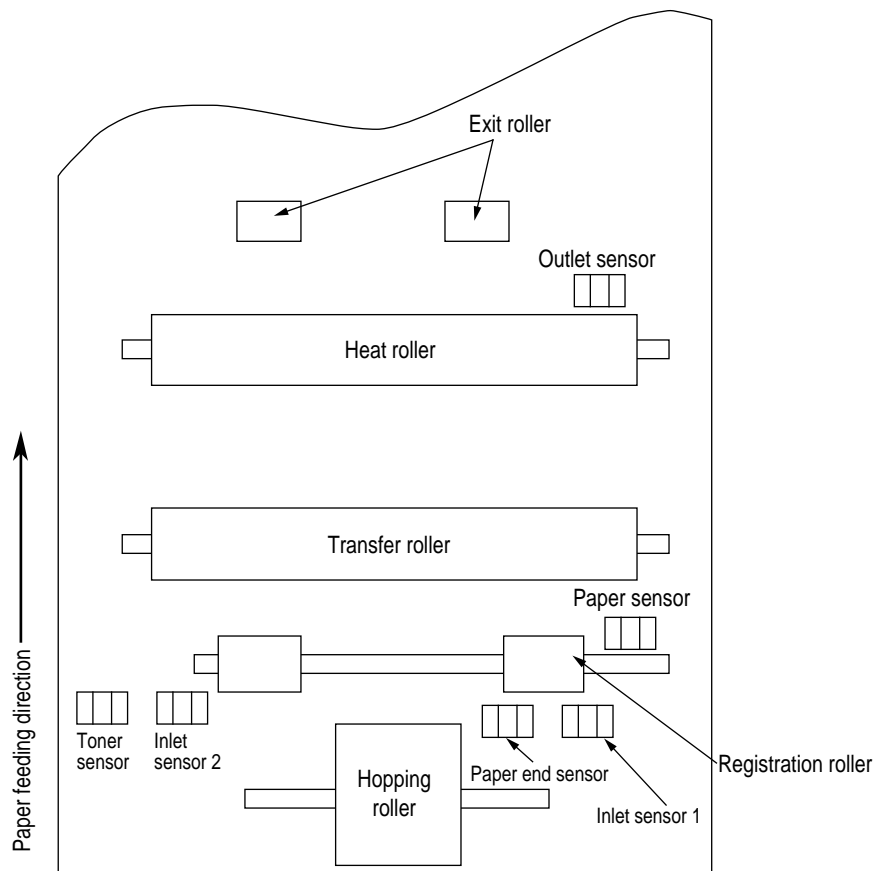 Exit roller
Outlet sensor
Heat roller
Paper feeding direction
Transfer roller
Paper sensor
Toner
sensor
Inlet
sensor 2
Hopping
roller
Paper end sensor
Inlet sensor 1
Registration roller